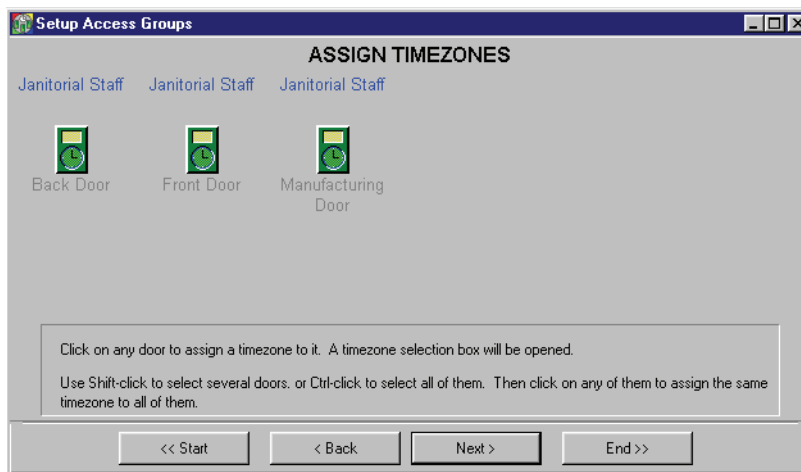 Setup Access Groups
ASSIGN TIMEZONES
Janitorial Staff Janitorial Staff Janitorial Staff
Back Door Front Door Manufacturing
Door
Click on any door to assign a timezone to it. A timezone selection box will be opened.
Use Shift-click to select several doors. or Ctrl-click to select all of them. Then click on any of them to assign the same
timezone to all of them.
<< Start < Back Next > End >>